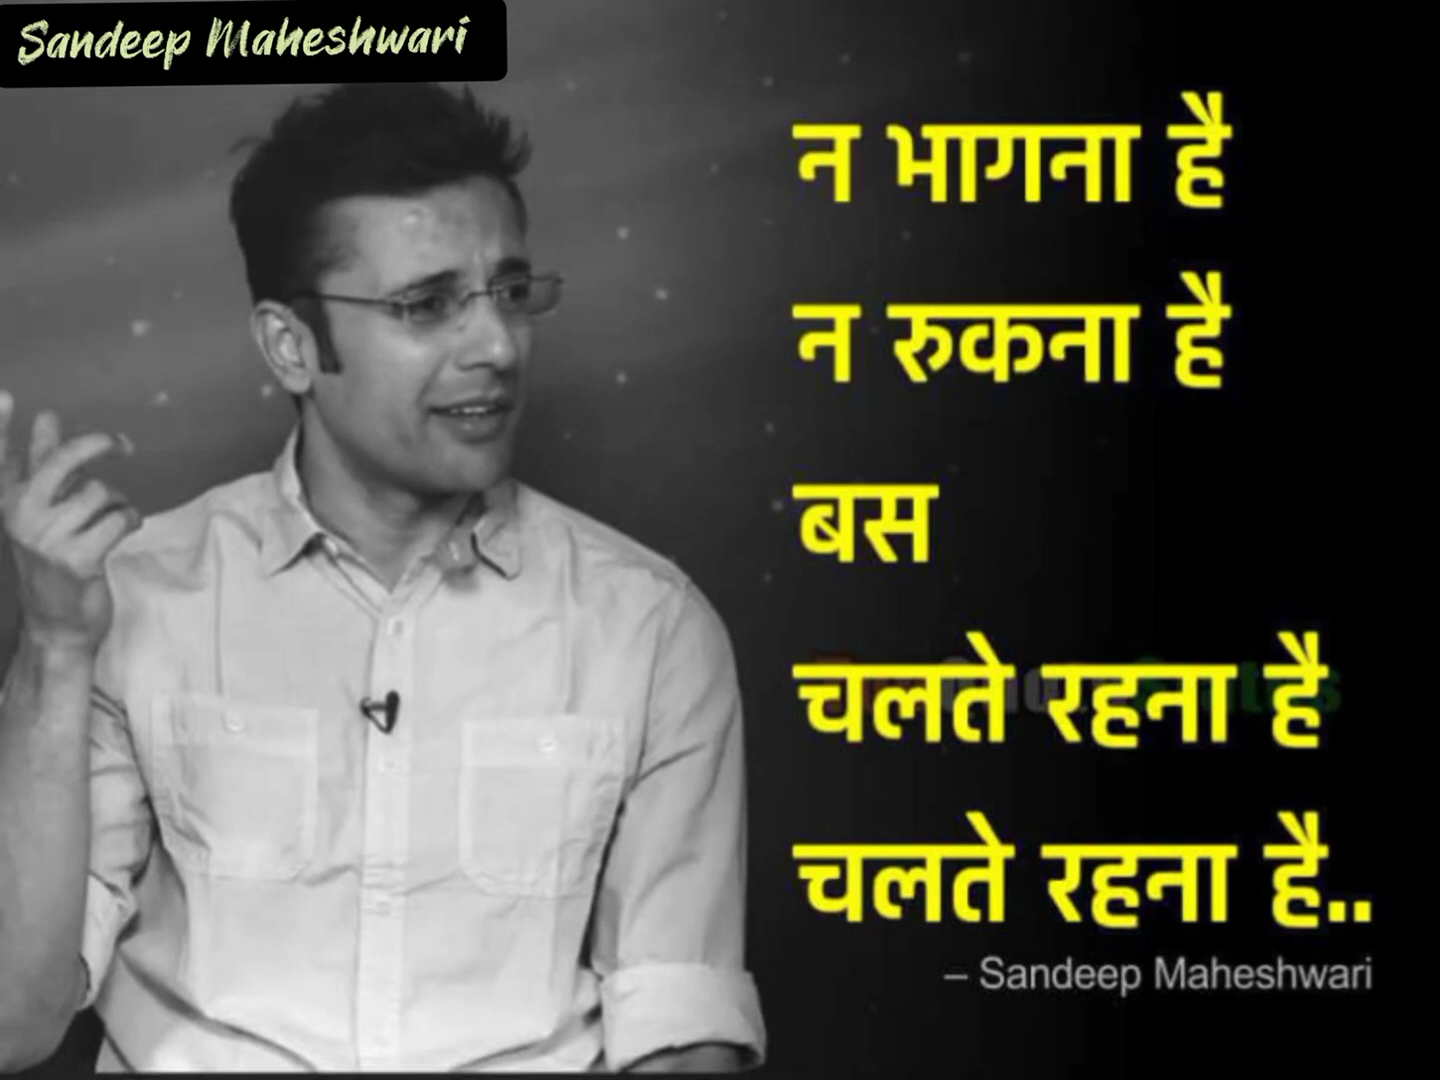 Sandeep Maheshwari
न भागना है
न रुकना है
बस
चलते रहना है
चलते रहना है..
– Sandeep Maheshwari